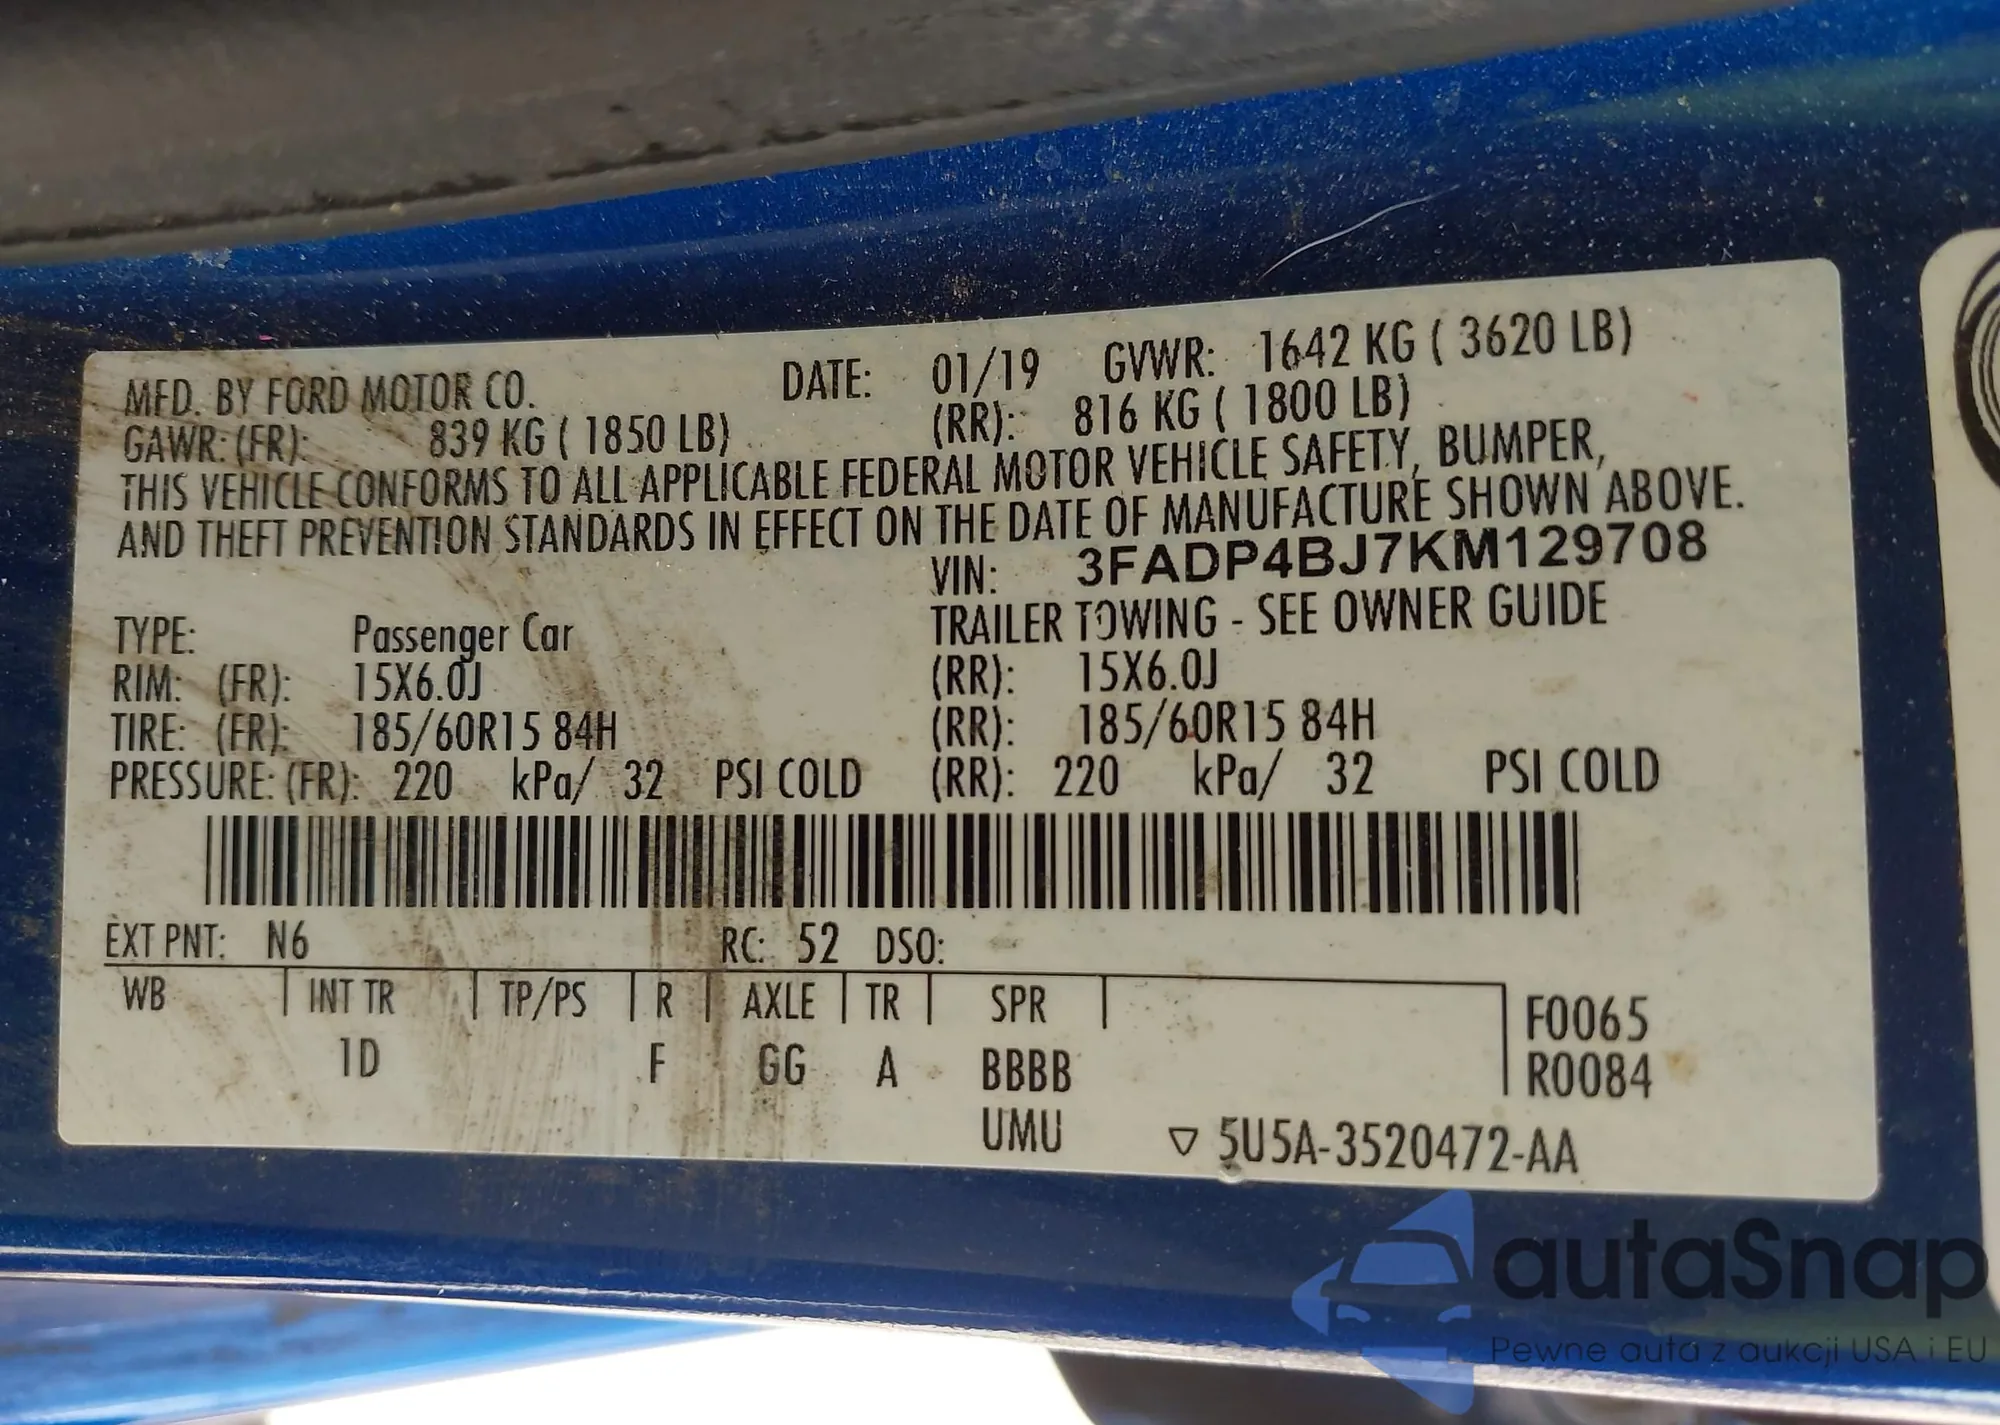 MFD. BY FORD MOTOR CO. DATE: 01/19 GVWR: 1642 KG ( 3620 LB)
GAWR: (FR): 839 KG ( 1850 LB) (RR): 816 KG ( 1800 LB)
THIS VEHICLE CONFORMS TO ALL APPLICABLE FEDERAL MOTOR VEHICLE SAFETY, BUMPER,
AND THEFT PREVENTION STANDARDS IN EFFECT ON THE DATE OF MANUFACTURE SHOWN ABOVE.
VIN: 3FADP4BJ7KM129708
TYPE: Passenger Car TRAILER TOWING - SEE OWNER GUIDE
RIM: (FR): 15X6.0J (RR): 15X6.0J
TIRE: (FR): 185/60R15 84H (RR): 185/60R15 84H
PRESSURE: (FR): 220 kPa/ 32 PSI COLD (RR): 220 kPa/ 32 PSI COLD
EXT PNT: N6 RC: 52 DSO:
WB INT TR TP/PS R AXLE TR SPR F0065
1D F GG A BBBB R0084
UMU ▽ 5U5A-3520472-AA
autaSnap
Pewne auta z aukcji USA i EU